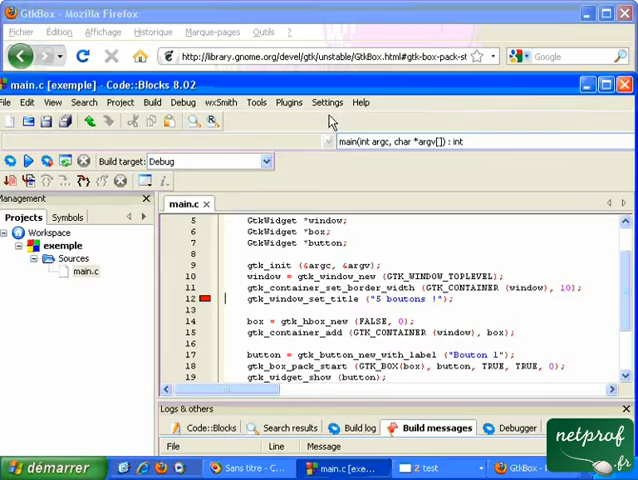 GtkBox - Mozilla Firefox
Fichier Édition Affichage Historique Marque-pages Outils ?
http://library.gnome.org/devel/gtk/unstable/GtkBox.html#gtk-box-pack-st
Google
main.c [exemple] - Code::Blocks 8.02
File Edit View Search Project Build Debug wxSmith Tools Plugins Settings Help
main(int argc, char *argv[]) : int
Build target: Debug
Management
main.c
Projects Symbols
Workspace
exemple
Sources
main.c
5 GtkWidget *window;
6 GtkWidget *box;
7 GtkWidget *button;
8
9 gtk_init (&argc, &argv);
10 window = gtk_window_new (GTK_WINDOW_TOPLEVEL);
11 gtk_container_set_border_width (GTK_CONTAINER (window), 10);
12 gtk_window_set_title ("5 boutons !");
13
14 box = gtk_hbox_new (FALSE, 0);
15 gtk_container_add (GTK_CONTAINER (window), box);
16
17 button = gtk_button_new_with_label ("Bouton 1");
18 gtk_box_pack_start (GTK_BOX(box), button, TRUE, TRUE, 0);
19 gtk_widget_show (button);
Logs & others
Code::Blocks Search results Build log Build messages Debugger
File Line Message
netprof
.fr
démarrer
Sans titre - C... main.c [exe... 2 test GtkBox - M